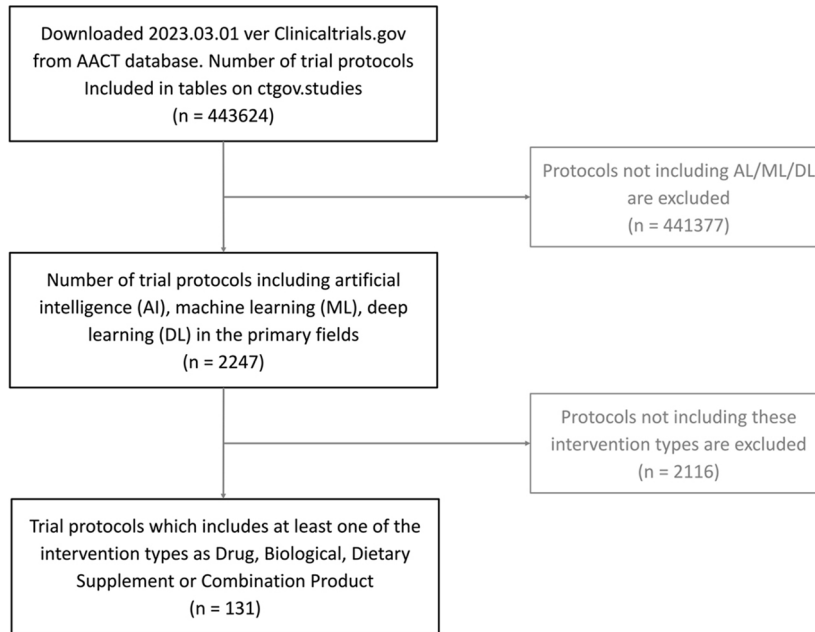 Downloaded 2023.03.01 ver Clinicaltrials.gov
from AACT database. Number of trial protocols
Included in tables on ctgov.studies
(n = 443624)
Protocols not including AL/ML/DL
are excluded
(n = 441377)
Number of trial protocols including artificial
intelligence (AI), machine learning (ML), deep
learning (DL) in the primary fields
(n = 2247)
Protocols not including these
intervention types are excluded
(n = 2116)
Trial protocols which includes at least one of the
intervention types as Drug, Biological, Dietary
Supplement or Combination Product
(n = 131)